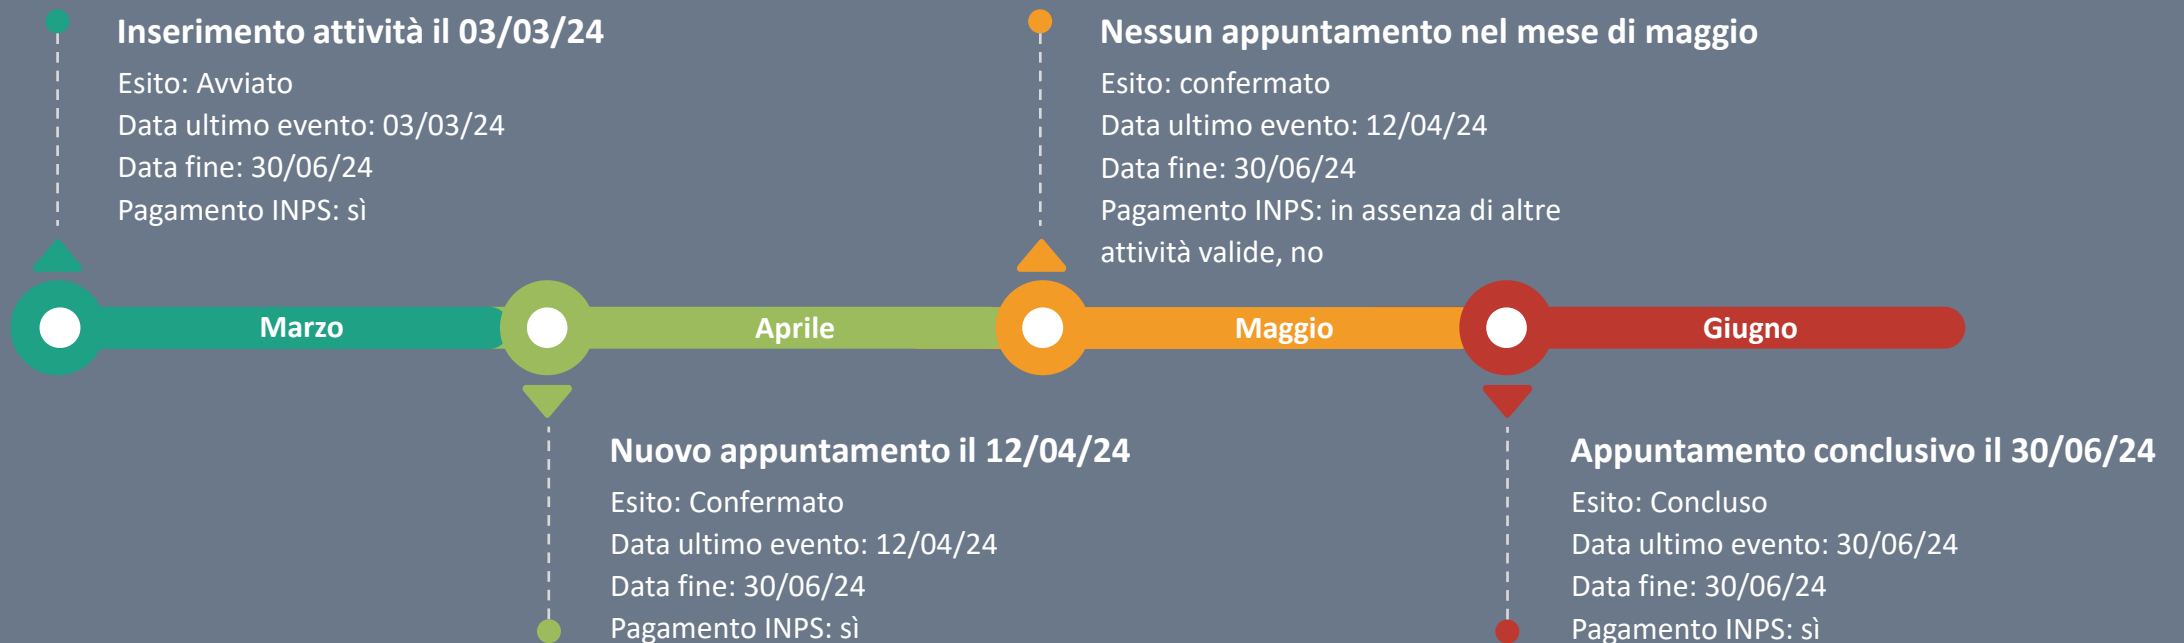 Inserimento attività il 03/03/24
Esito: Avviato
Data ultimo evento: 03/03/24
Data fine: 30/06/24
Pagamento INPS: sì
Nessun appuntamento nel mese di maggio
Esito: confermato
Data ultimo evento: 12/04/24
Data fine: 30/06/24
Pagamento INPS: in assenza di altre
attività valide, no
Marzo
Aprile
Maggio
Giugno
Nuovo appuntamento il 12/04/24
Esito: Confermato
Data ultimo evento: 12/04/24
Data fine: 30/06/24
Pagamento INPS: sì
Appuntamento conclusivo il 30/06/24
Esito: Concluso
Data ultimo evento: 30/06/24
Data fine: 30/06/24
Pagamento INPS: sì